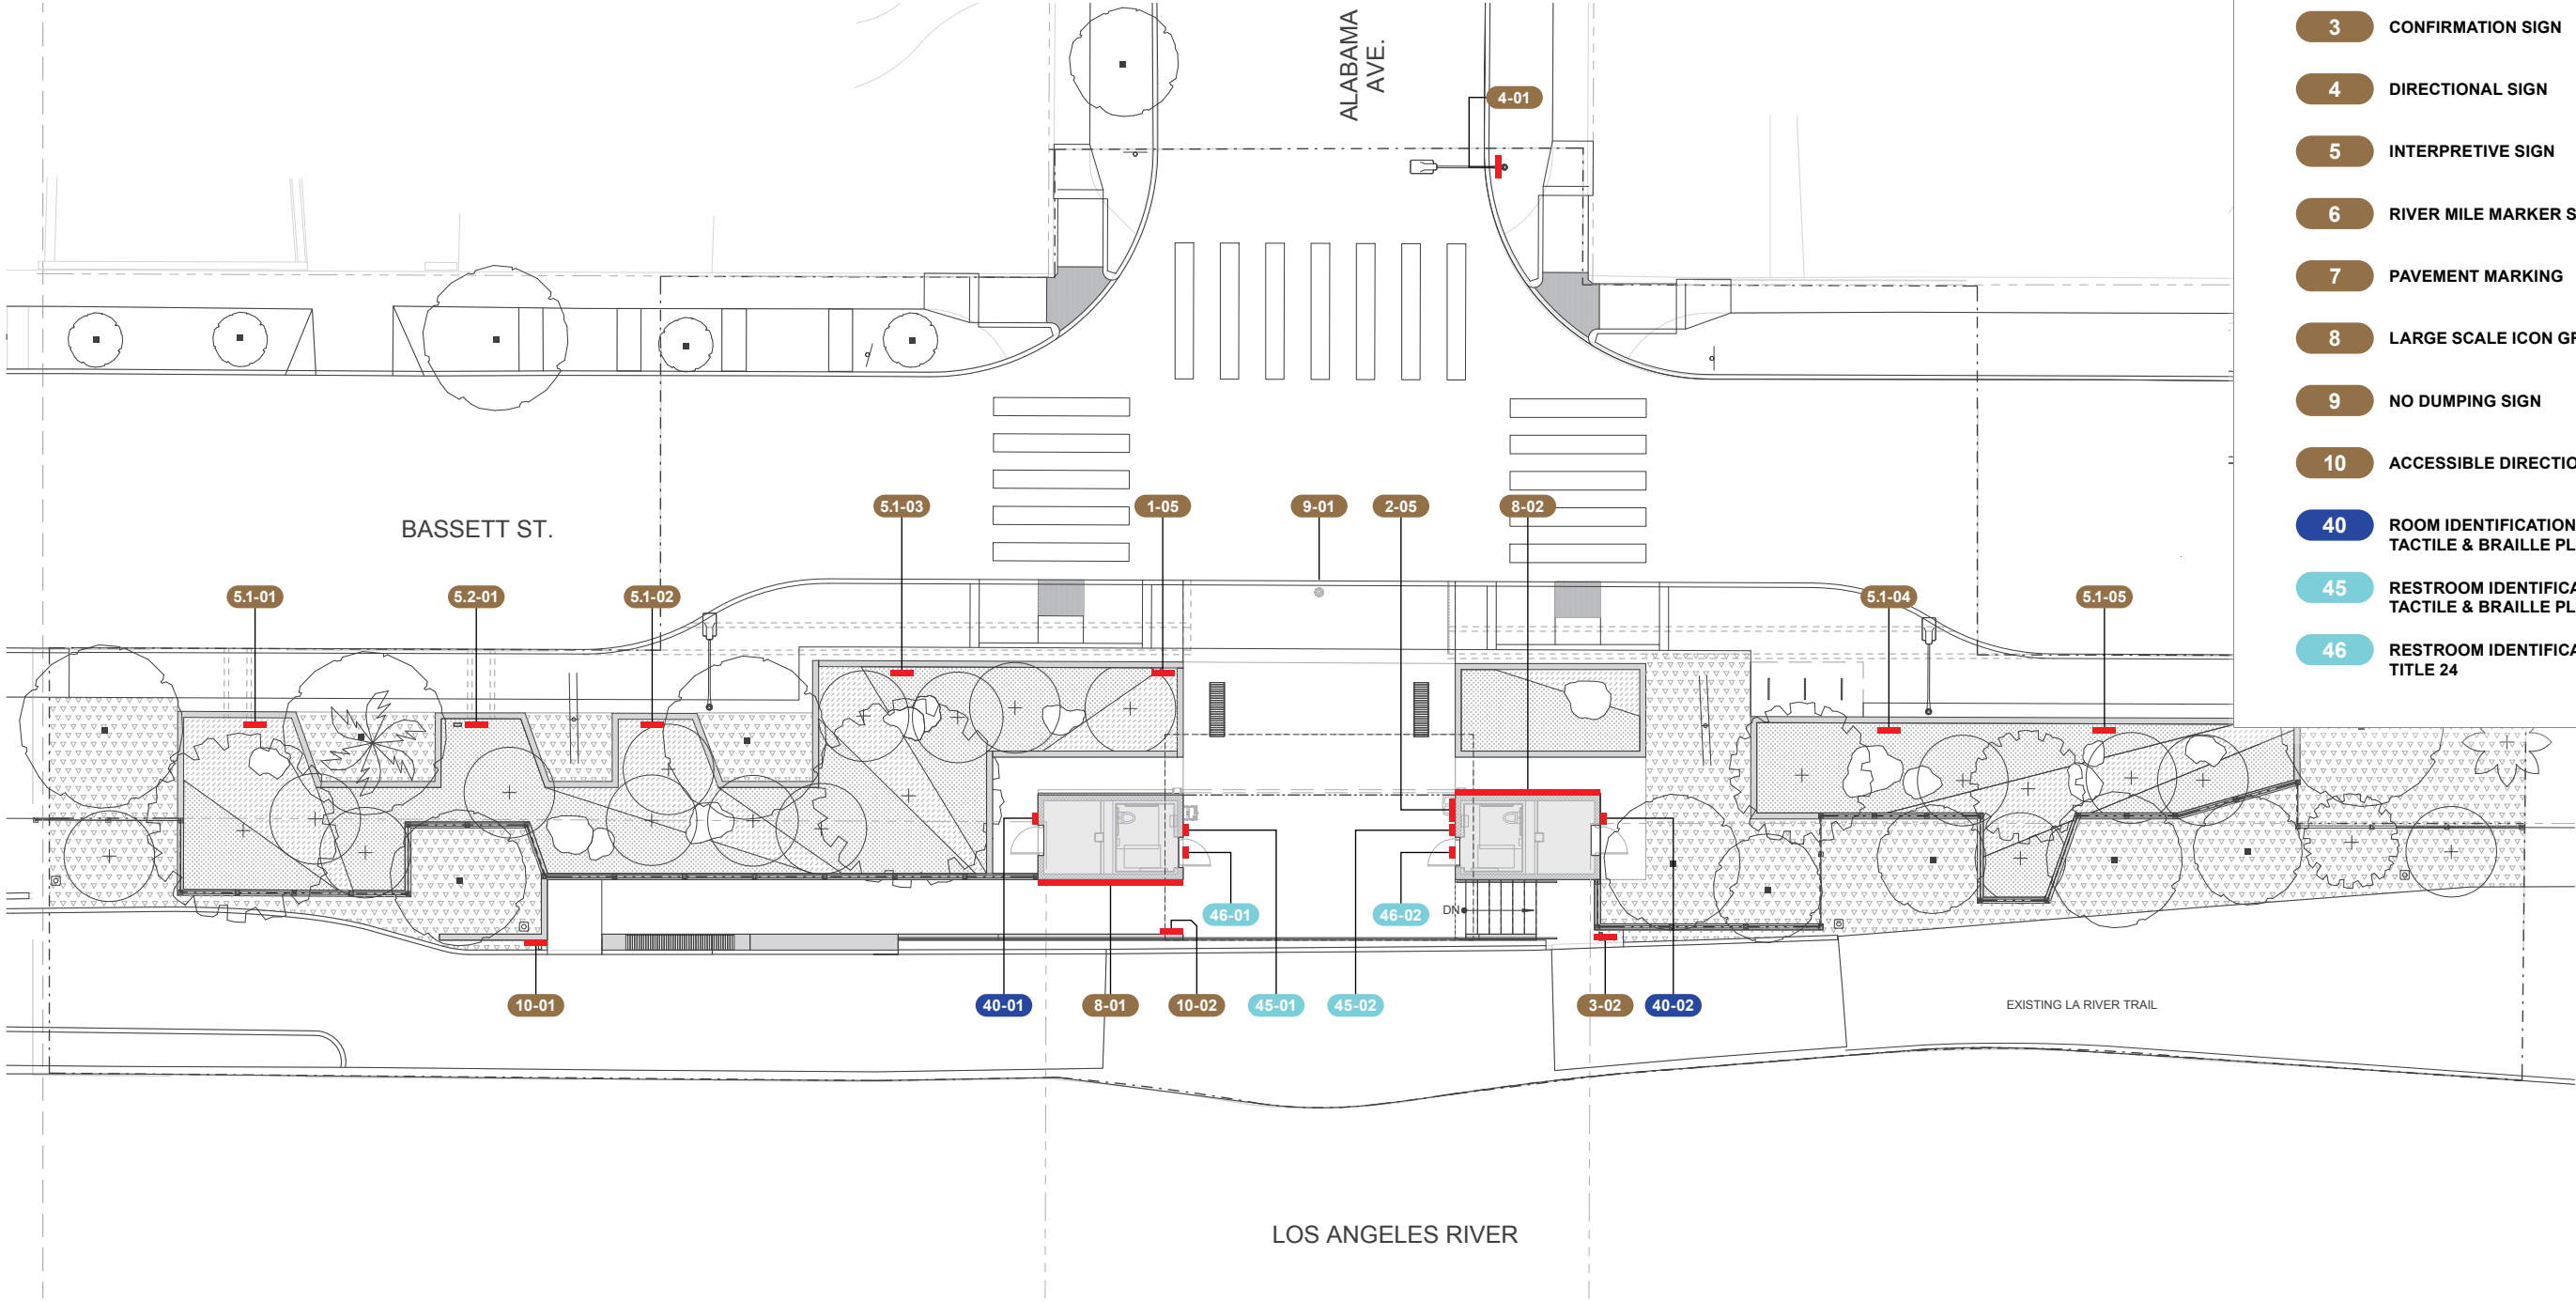 ALABAMA
AVE.
4-01
5.1-03
1-05
9-01
2-05
8-02
BASSETT ST.
5.1-01
5.2-01
5.1-02
5.1-04
5.1-05
46-01
46-02
DN
10-01
40-01
8-01
10-02
45-01
45-02
3-02
40-02
EXISTING LA RIVER TRAIL
LOS ANGELES RIVER
3 CONFIRMATION SIGN
4 DIRECTIONAL SIGN
5 INTERPRETIVE SIGN
6 RIVER MILE MARKER S
7 PAVEMENT MARKING
8 LARGE SCALE ICON GR
9 NO DUMPING SIGN
10 ACCESSIBLE DIRECTIO
40 ROOM IDENTIFICATION
TACTILE & BRAILLE PL
45 RESTROOM IDENTIFICA
TACTILE & BRAILLE PL
46 RESTROOM IDENTIFICA
TITLE 24